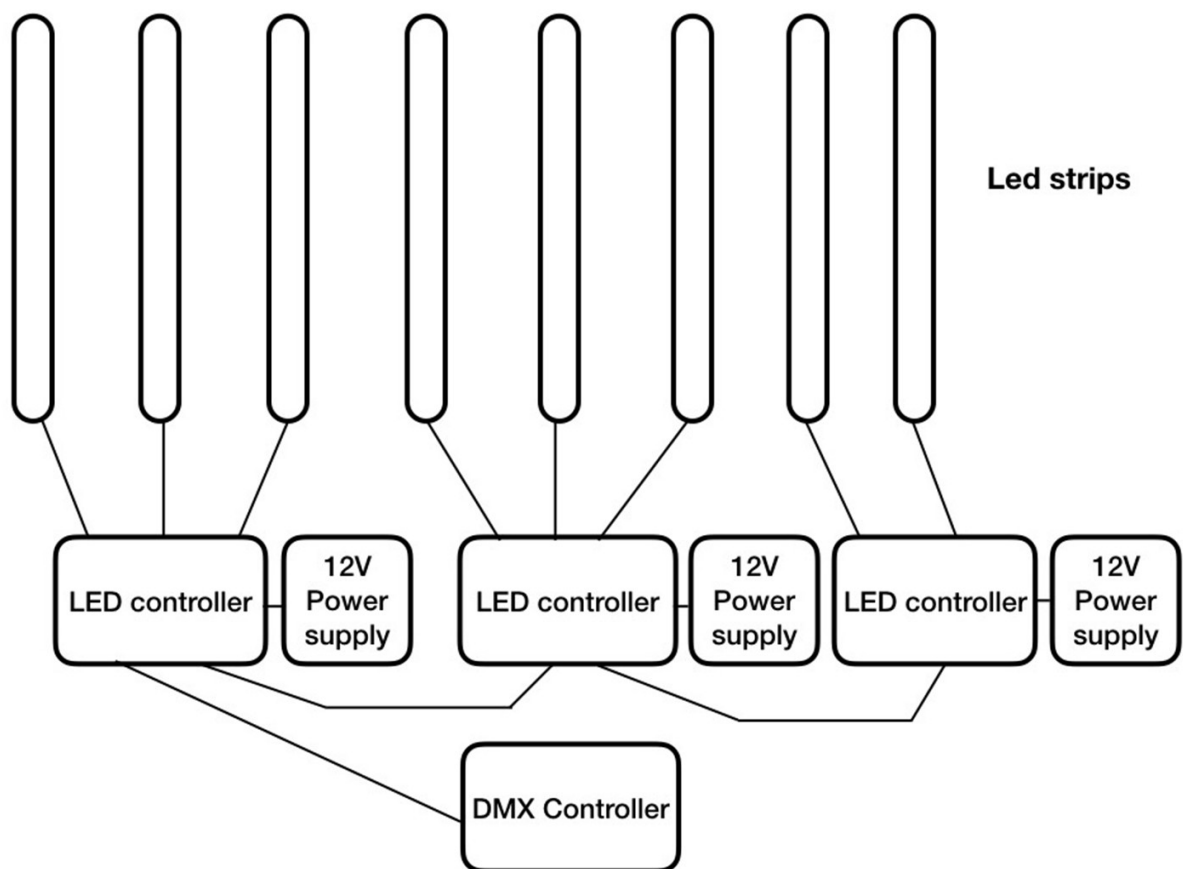 Led strips
LED controller
12V
Power
supply
LED controller
12V
Power
supply
LED controller
12V
Power
supply
DMX Controller